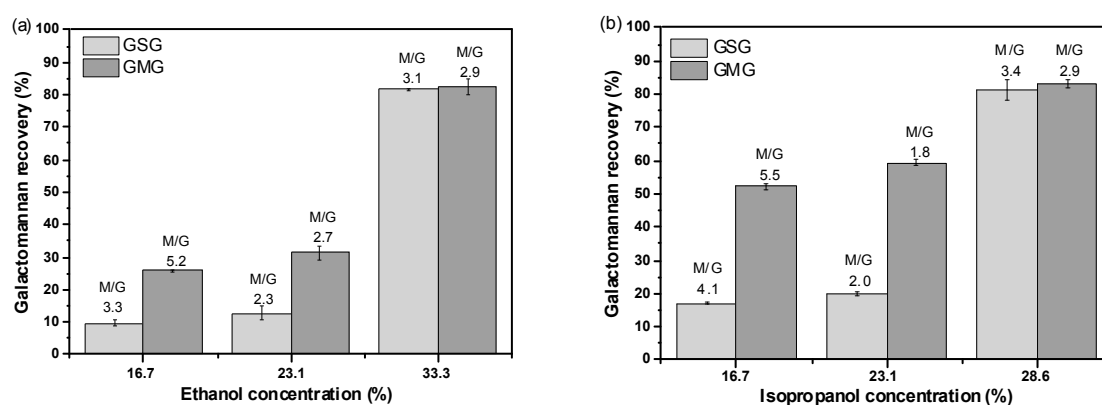 (a)
100
90
80
70
60
50
40
30
20
10
0
Galactomannan recovery (%)
GSG
GMG
M/G
3.3
M/G
5.2
M/G
2.3
M/G
2.7
M/G
3.1
M/G
2.9
16.7 23.1 33.3
Ethanol concentration (%)
(b)
100
90
80
70
60
50
40
30
20
10
0
Galactomannan recovery (%)
GSG
GMG
M/G
4.1
M/G
5.5
M/G
2.0
M/G
1.8
M/G
3.4
M/G
2.9
16.7 23.1 28.6
Isopropanol concentration (%)